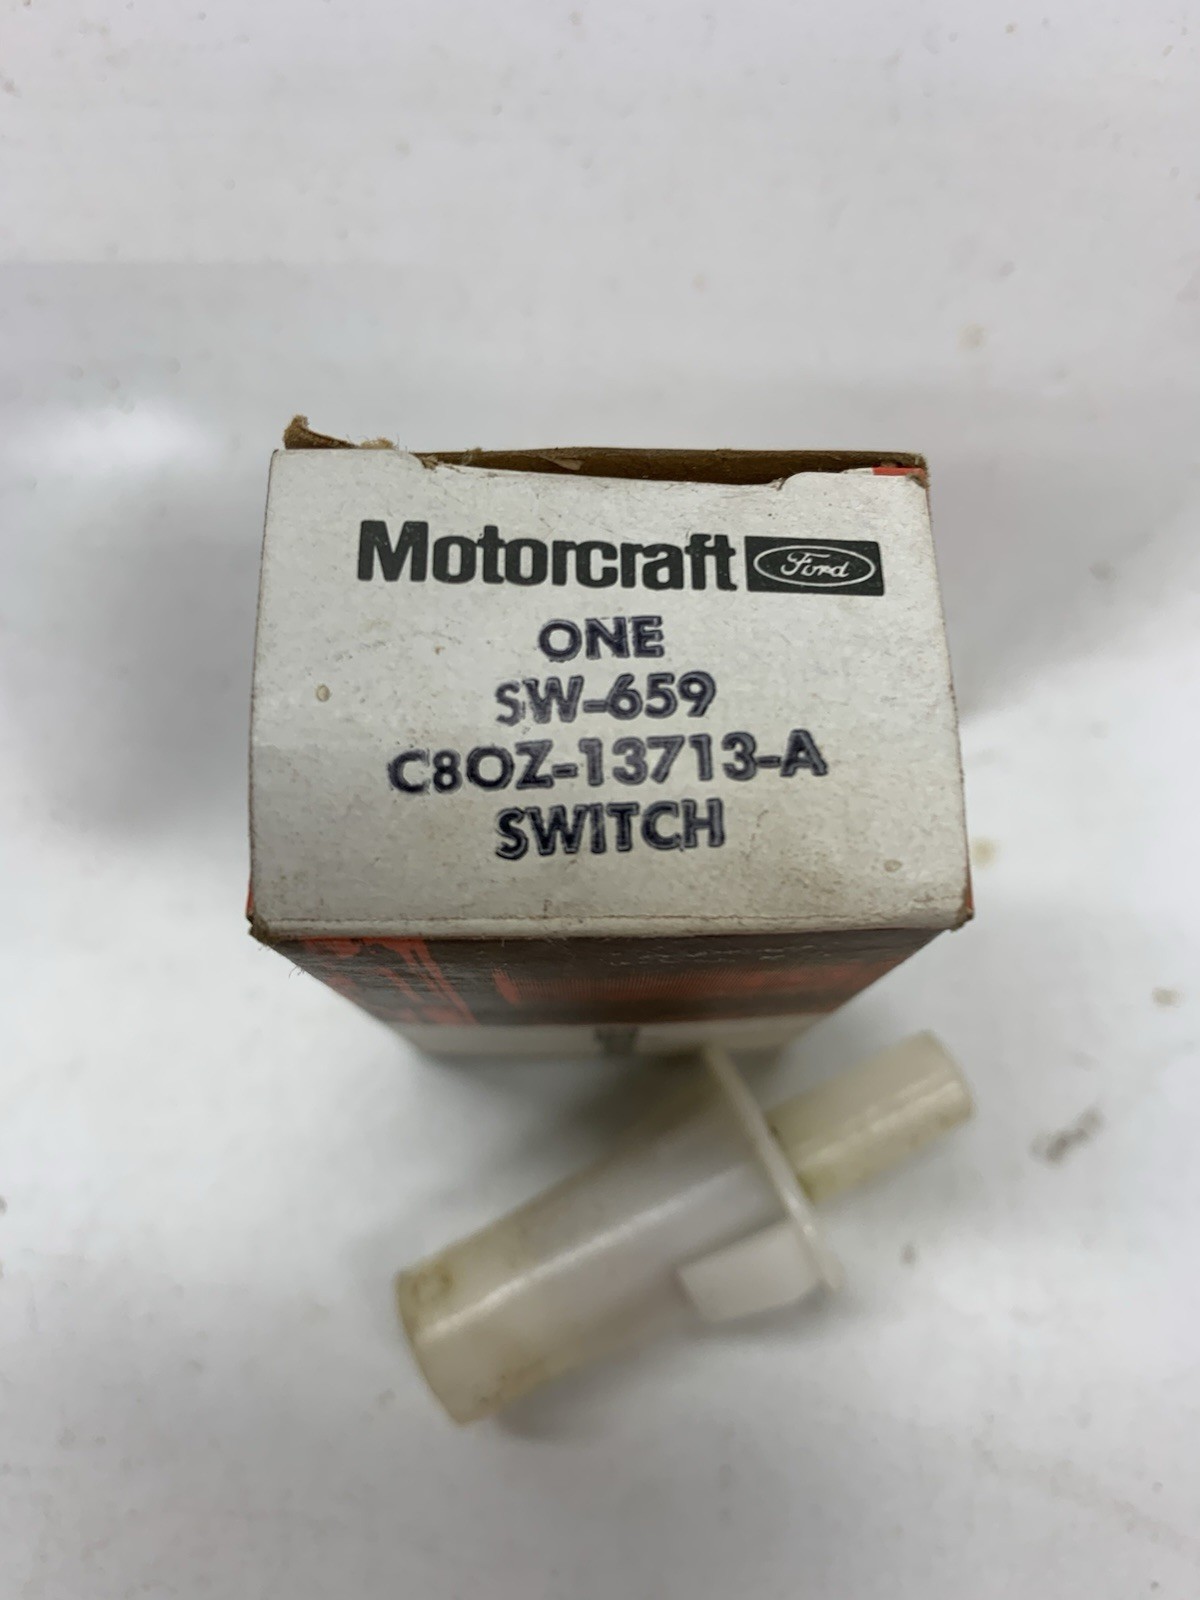 Motorcraft Ford
ONE
SW-659
C8OZ-13713-A
SWITCH